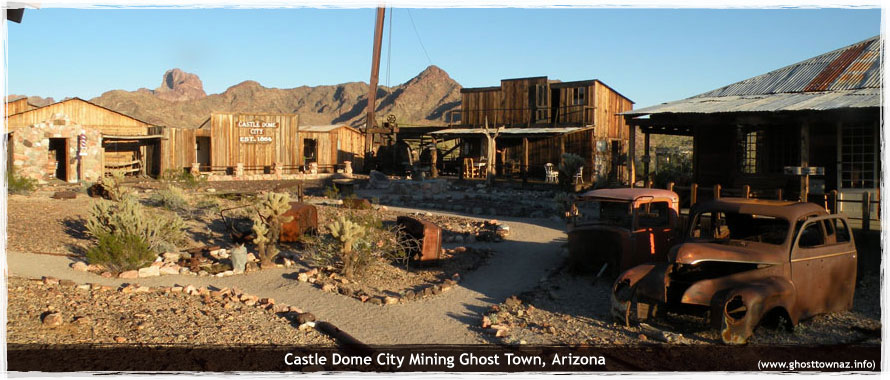 CASTLE DOME
CITY
EST. 1864
Castle Dome City Mining Ghost Town, Arizona
(www.ghosttownaz.info)